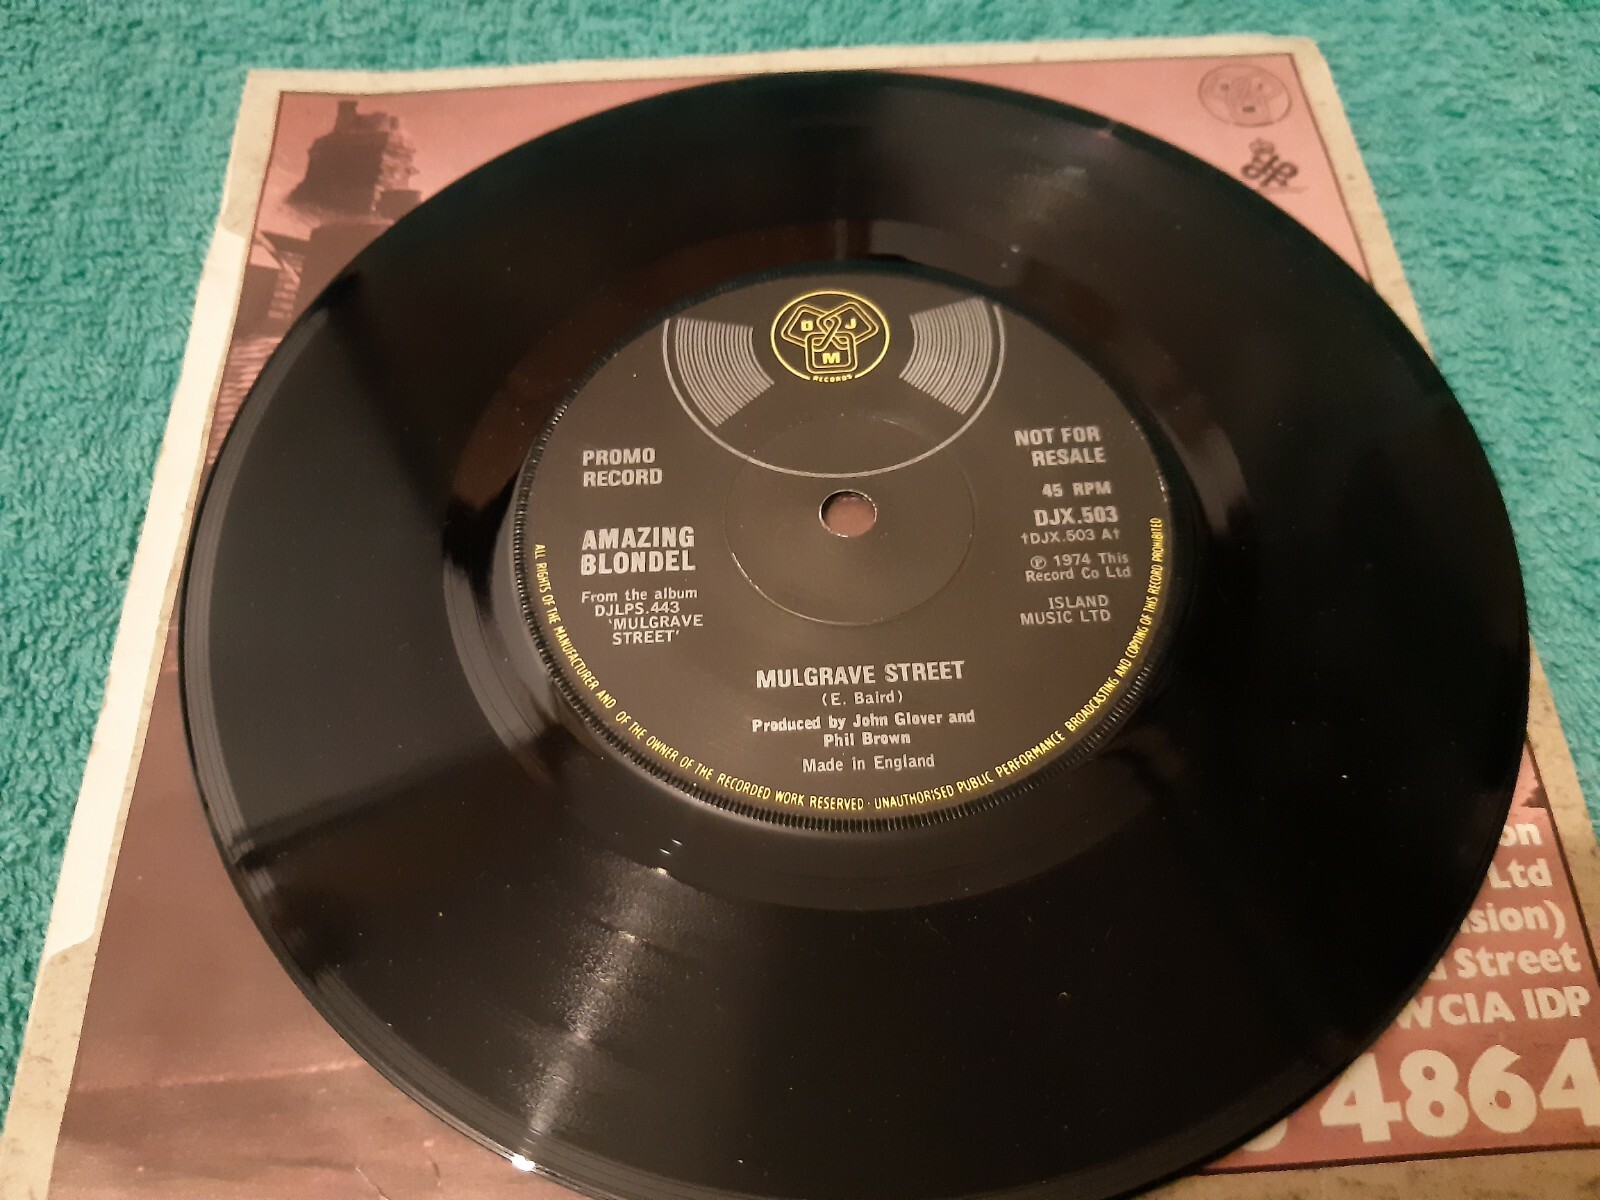 D J
M
RECORDS
PROMO
RECORD
NOT FOR
RESALE
45 RPM
DJX.503
†DJX.503 A†
℗ 1974 This
Record Co Ltd
ISLAND
MUSIC LTD
AMAZING
BLONDEL
From the album
DJLPS.443
'MULGRAVE
STREET'
MULGRAVE STREET
(E. Baird)
Produced by John Glover and
Phil Brown
Made in England
ALL RIGHTS OF THE MANUFACTURER AND OF THE OWNER OF THE RECORDED WORK RESERVED · UNAUTHORISED PUBLIC PERFORMANCE BROADCASTING AND COPYING OF THIS RECORD PROHIBITED
Ltd
Street
WC1A 1DP
4864